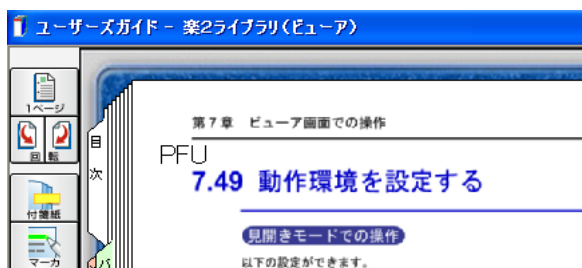 ユーザーズガイド - 楽2ライブラリ(ビューア)
1ページ
回転
付箋紙
マーカ
目次
バ
第7章 ビューア画面での操作
PFU
7.49 動作環境を設定する
見開きモードでの操作
以下の設定ができます。